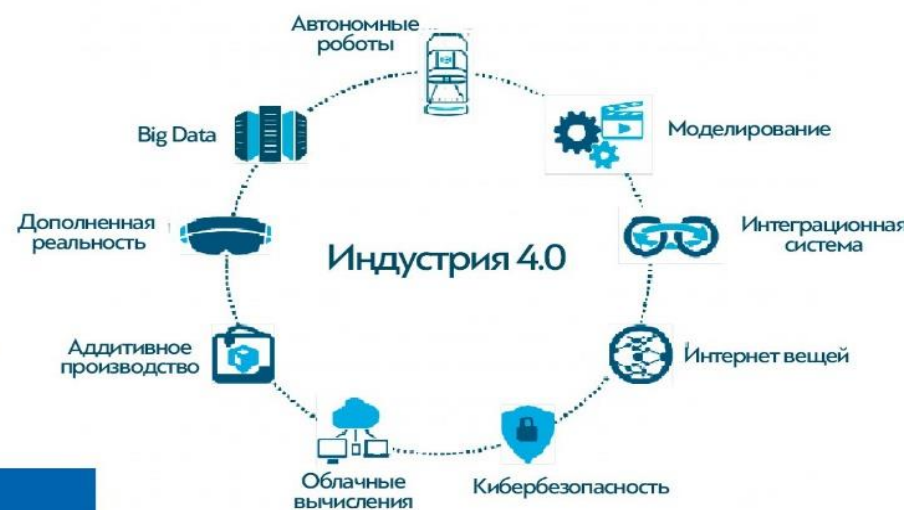 Автономные
роботы
Big Data
Моделирование
Дополненная
реальность
Интеграционная
система
Индустрия 4.0
Аддитивное
производство
Интернет вещей
Облачные
вычисления
Кибербезопасность